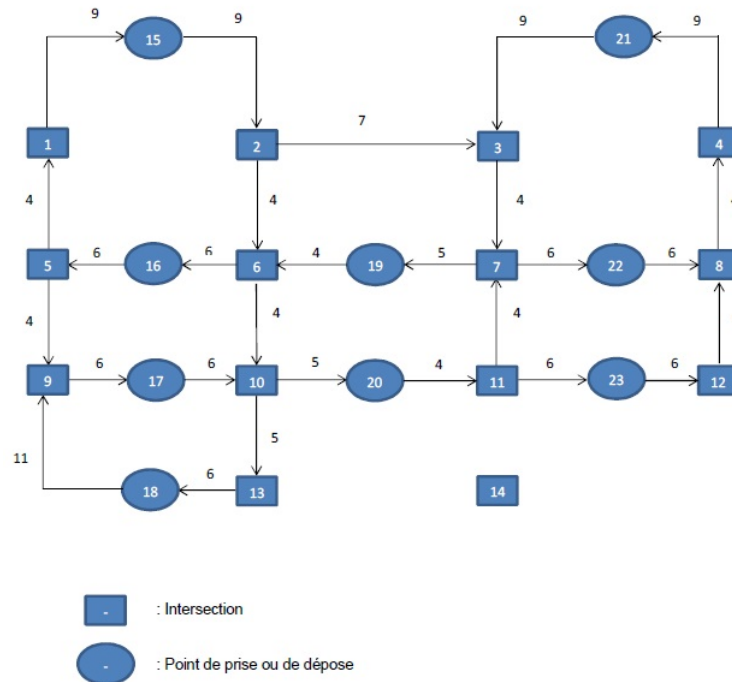 9 9 9 9
15 21
7
1 2 3 4
4 4 4
6 6 4 5 6 6
5 16 6 19 7 22 8
4 4 4
6 6 5 4 6 6
9 17 10 20 11 23 12
5
11 6
18 13 14
- : Intersection
- : Point de prise ou de dépose